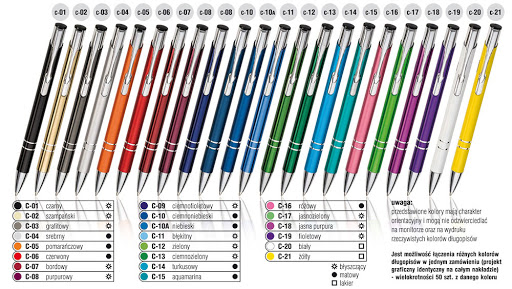 c-01 c-02 c-03 c-04 c-05 c-06 c-07 c-08 c-08 c-10 c-10A c-11 c-12 c-13 c-14 c-15 c-16 c-17 c-18 c-19 c-20 c-21
C-01 czarny
C-02 szampański
C-03 grafitowy
C-04 srebrny
C-05 pomarańczowy
C-06 czerwony
C-07 bordowy
C-08 purpurowy
C-09 ciemnofioletowy
C-10 ciemnoniebieski
C-10A niebieski
C-11 błękitny
C-12 zielony
C-13 ciemnozielony
C-14 turkusowy
C-15 aquamarina
C-16 różowy
C-17 jasnozielony
C-18 jasna purpura
C-19 fioletowy
C-20 biały
C-21 żółty
błyszczący
matowy
lakier
uwaga:
przedstawione kolory mają charakter
orientacyjny i mogą nie odzwierciedlać
na monitorze oraz na wydruku
rzeczywistych kolorów długopisów
Jest możliwość łączenia różnych kolorów
długopisów w jednym zamówieniu (projekt
graficzny identyczny na całym nakładzie)
- wielokrotności 50 szt. z danego koloru